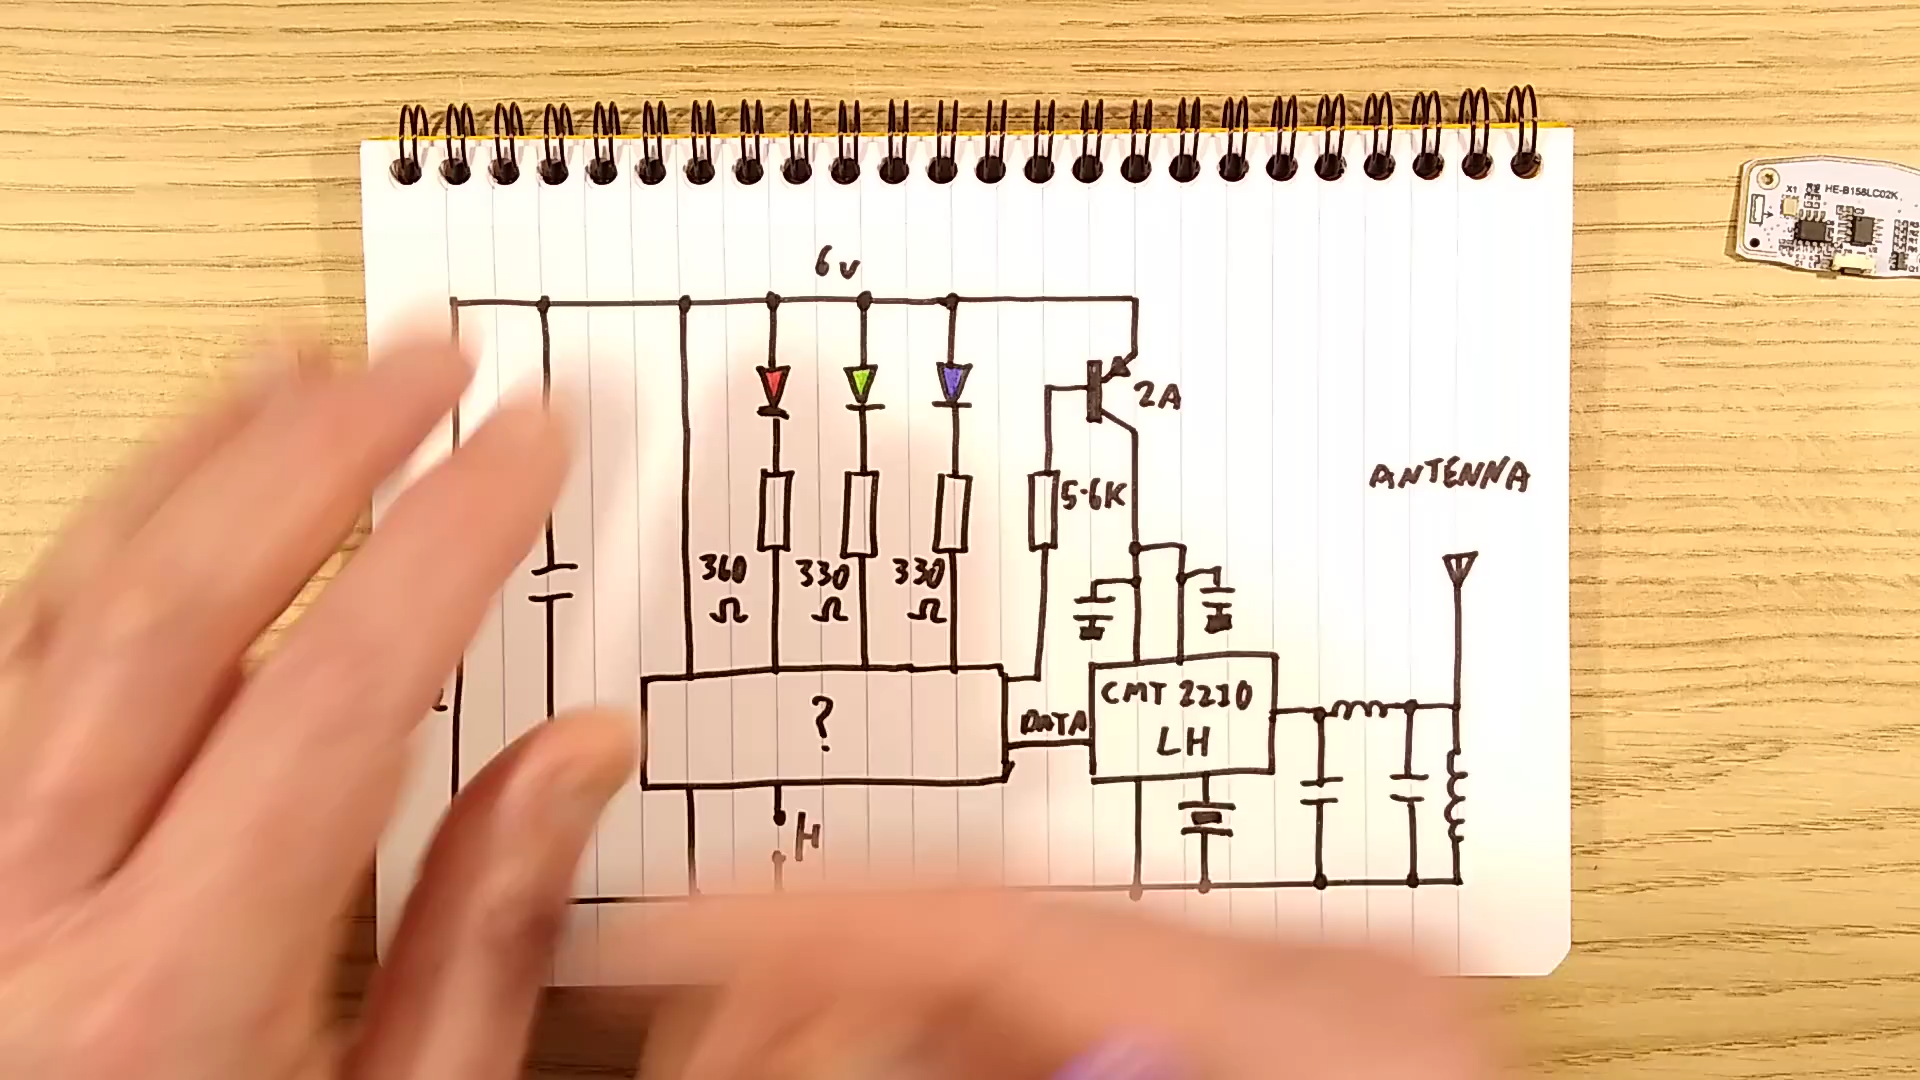 6v
2A
ANTENNA
5.6K
360 Ω
330 Ω
330 Ω
?
DATA
CMT 2210
LH
H
X1
HE-B158LC02K